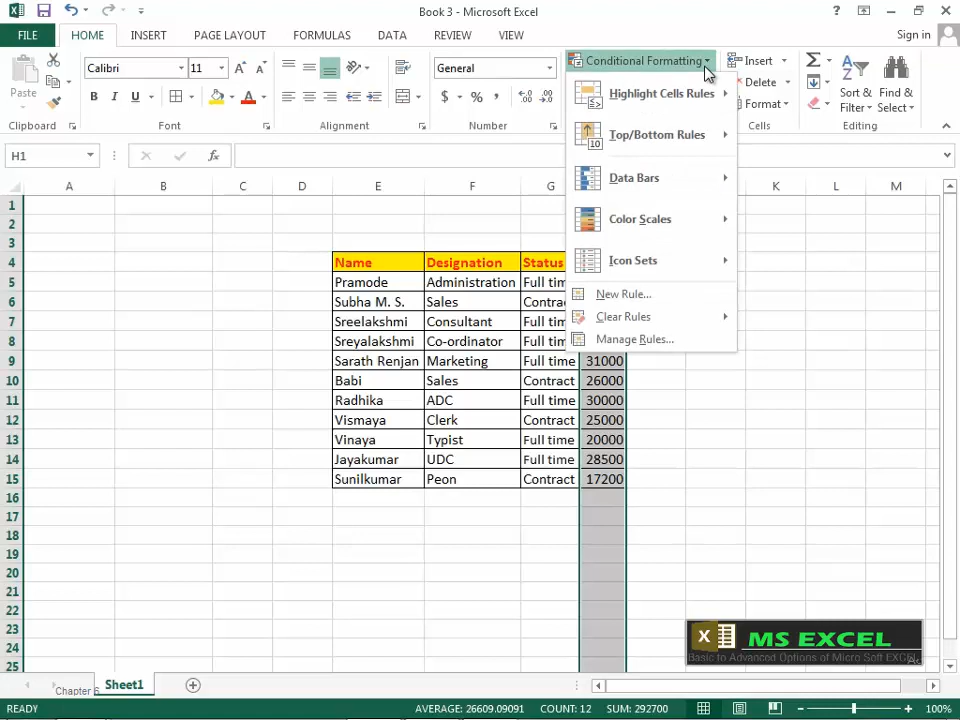 Book 3 - Microsoft Excel
FILE HOME INSERT PAGE LAYOUT FORMULAS DATA REVIEW VIEW Sign in
Paste
Calibri 11
B I U
A A
General
$ % ,
Conditional Formatting
Insert
Delete
Format
Sort & Filter
Find & Select
Clipboard Font Alignment Number Cells Editing
Highlight Cells Rules
Top/Bottom Rules
Data Bars
Color Scales
Icon Sets
New Rule...
Clear Rules
Manage Rules...
H1 fx
A B C D E F G K L M
1
2
3
4 Name Designation Status
5 Pramode Administration Full tim
6 Subha M. S. Sales Contra
7 Sreelakshmi Consultant Full tim
8 Sreyalakshmi Co-ordinator Full tim
9 Sarath Renjan Marketing Full time 31000
10 Babi Sales Contract 26000
11 Radhika ADC Full time 30000
12 Vismaya Clerk Contract 25000
13 Vinaya Typist Full time 20000
14 Jayakumar UDC Full time 28500
15 Sunilkumar Peon Contract 17200
16
17
18
19
20
21
22
23
24
25
MS EXCEL
Basic to Advanced Options of Micro Soft EXCEL
Chapter 6 Sheet1
READY AVERAGE: 26609.09091 COUNT: 12 SUM: 292700 100%